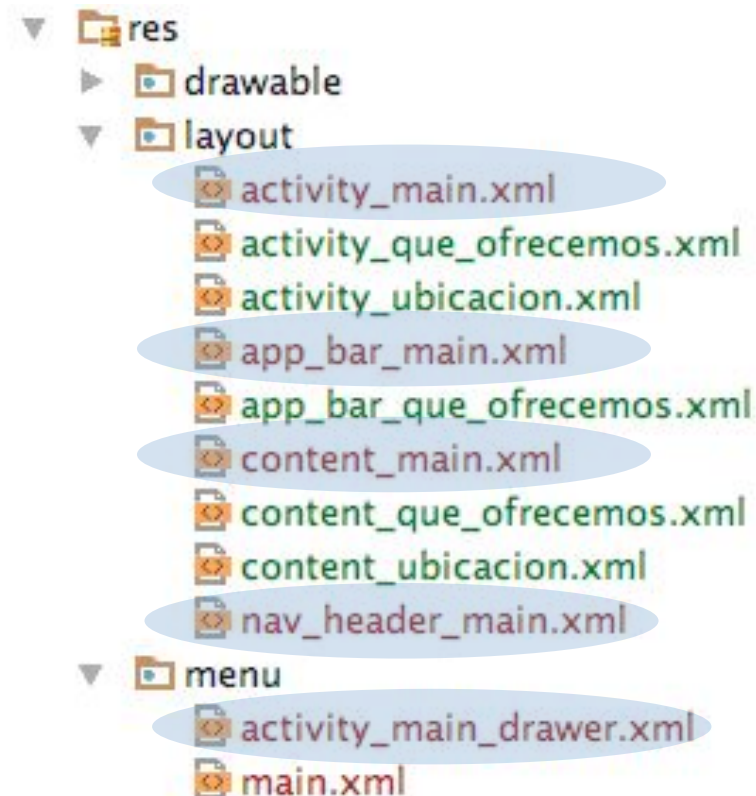 res
drawable
layout
activity_main.xml
activity_que_ofrecemos.xml
activity_ubicacion.xml
app_bar_main.xml
app_bar_que_ofrecemos.xml
content_main.xml
content_que_ofrecemos.xml
content_ubicacion.xml
nav_header_main.xml
menu
activity_main_drawer.xml
main.xml